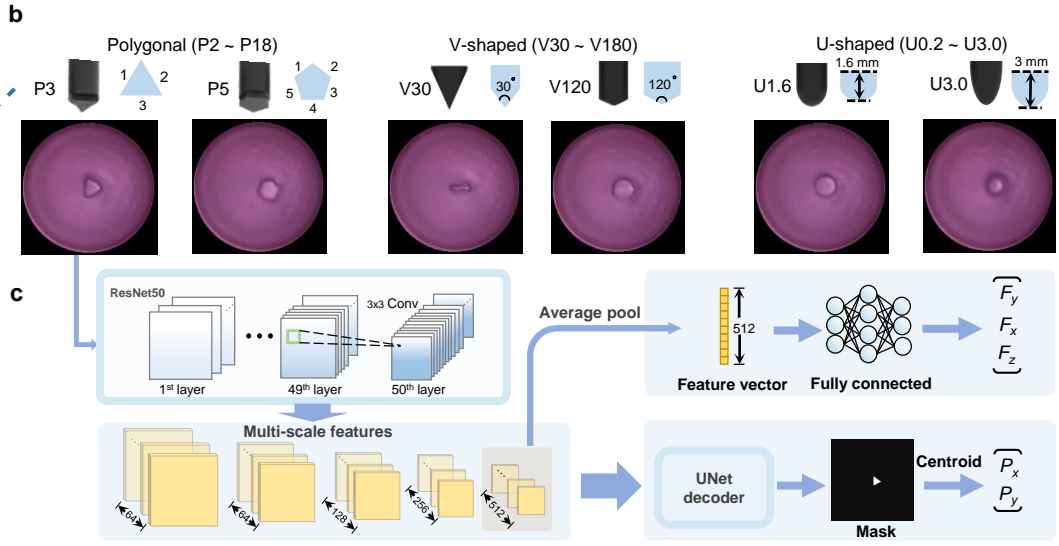 b
Polygonal (P2 ~ P18)
V-shaped (V30 ~ V180)
U-shaped (U0.2 ~ U3.0)
P3
1
2
3
P5
1
2
3
4
5
V30
30°
V120
120°
U1.6
1.6 mm
U3.0
3 mm
c
ResNet50
3x3 Conv
1st layer
49th layer
50th layer
Multi-scale features
64
64
128
256
512
Average pool
512
Feature vector
Fully connected
Fy
Fx
Fz
UNet
decoder
Mask
Centroid
Px
Py